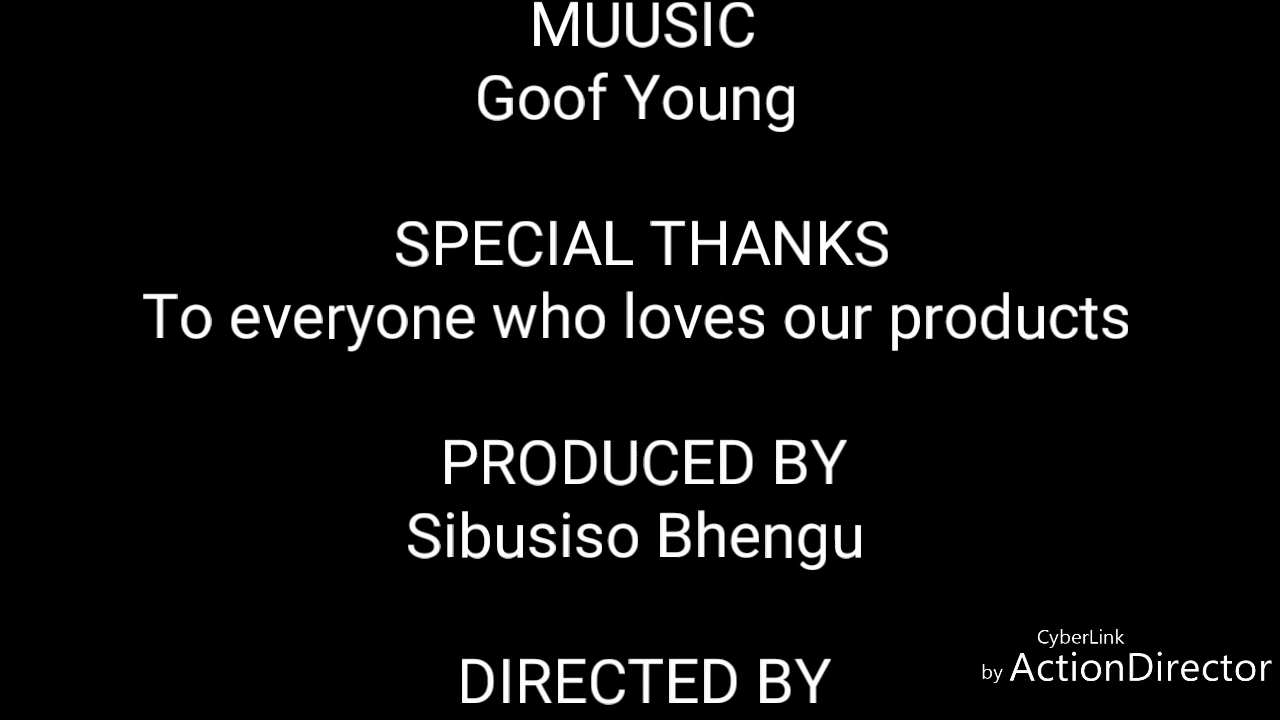 MUUSIC
Goof Young
SPECIAL THANKS
To everyone who loves our products
PRODUCED BY
Sibusiso Bhengu
DIRECTED BY
CyberLink
by ActionDirector